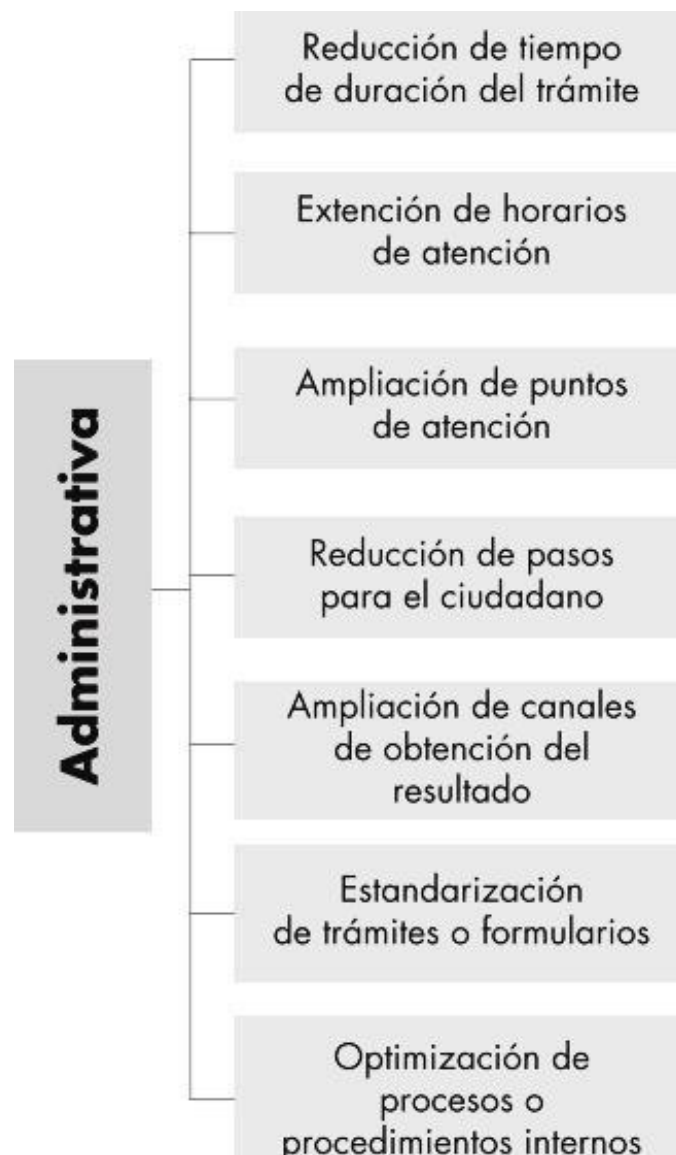 Administrativa
Reducción de tiempo
de duración del trámite
Extención de horarios
de atención
Ampliación de puntos
de atención
Reducción de pasos
para el ciudadano
Ampliación de canales
de obtención del
resultado
Estandarización
de trámites o formularios
Optimización de
procesos o
procedimientos internos